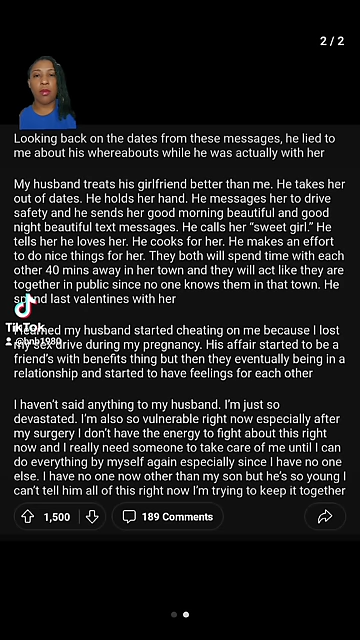 2 / 2
Looking back on the dates from these messages, he lied to
me about his whereabouts while he was actually with her
My husband treats his girlfriend better than me. He takes her
out of dates. He holds her hand. He messages her to drive
safety and he sends her good morning beautiful and good
night beautiful text messages. He calls her “sweet girl.” He
tells her he loves her. He cooks for her. He makes an effort
to do nice things for her. They both will spend time with each
other 40 mins away in her town and they will act like they are
together in public since no one knows them in that town. He
spend last valentines with her
TikTok
I learned my husband started cheating on me because I lost
my sex drive during my pregnancy. His affair started to be a
friend’s with benefits thing but then they eventually being in a
relationship and started to have feelings for each other
I haven’t said anything to my husband. I’m just so
devastated. I’m also so vulnerable right now especially after
my surgery I don’t have the energy to fight about this right
now and I really need someone to take care of me until I can
do everything by myself again especially since I have no one
else. I have no one now other than my son but he’s so young I
can’t tell him all of this right now I’m trying to keep it together
1,500
189 Comments